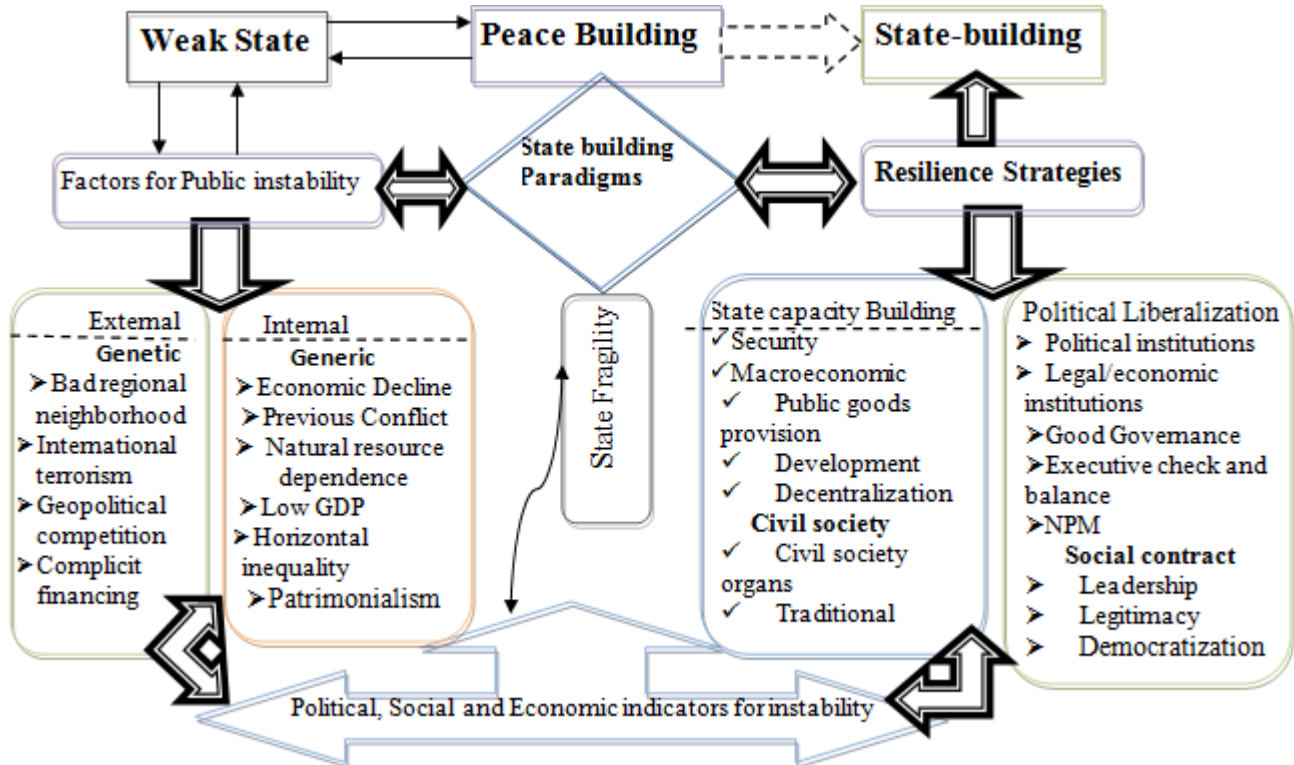 Weak State
Peace Building
State-building
State building
Paradigms
Factors for Public instability
Resilience Strategies
External
Genetic
➤ Bad regional
neighborhood
➤ International
terrorism
➤ Geopolitical
competition
➤ Complicit
financing
Internal
Generic
➤ Economic Decline
➤ Previous Conflict
➤ Natural resource
dependence
➤ Low GDP
➤ Horizontal
inequality
➤ Patrimonialism
State Fragility
State capacity Building
✓ Security
✓ Macroeconomic
✓ Public goods
provision
✓ Development
✓ Decentralization
Civil society
✓ Civil society
organs
✓ Traditional
Political Liberalization
➤ Political institutions
➤ Legal/economic
institutions
➤ Good Governance
➤ Executive check and
balance
➤ NPM
Social contract
➤ Leadership
➤ Legitimacy
➤ Democratization
Political, Social and Economic indicators for instability